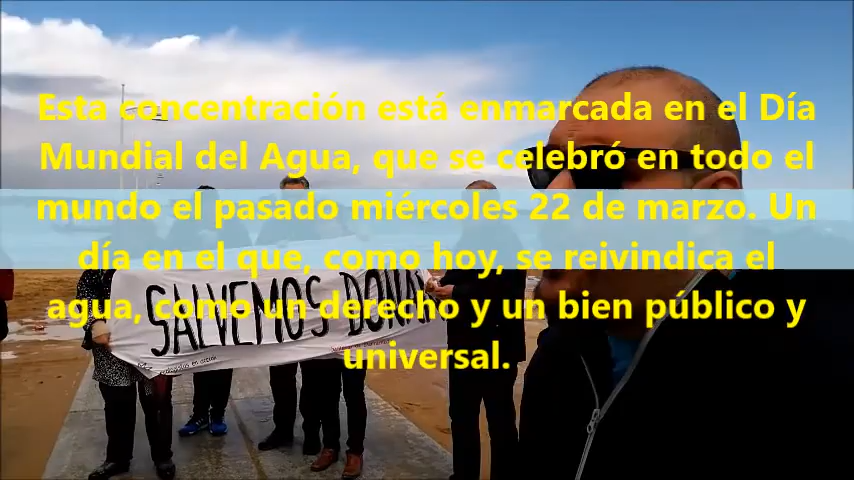 Esta concentración está enmarcada en el Día
Mundial del Agua, que se celebró en todo el
mundo el pasado miércoles 22 de marzo. Un
día en el que, como hoy, se reivindica el
agua, como un derecho y un bien público y
universal.
SALVEMOS DOÑANA